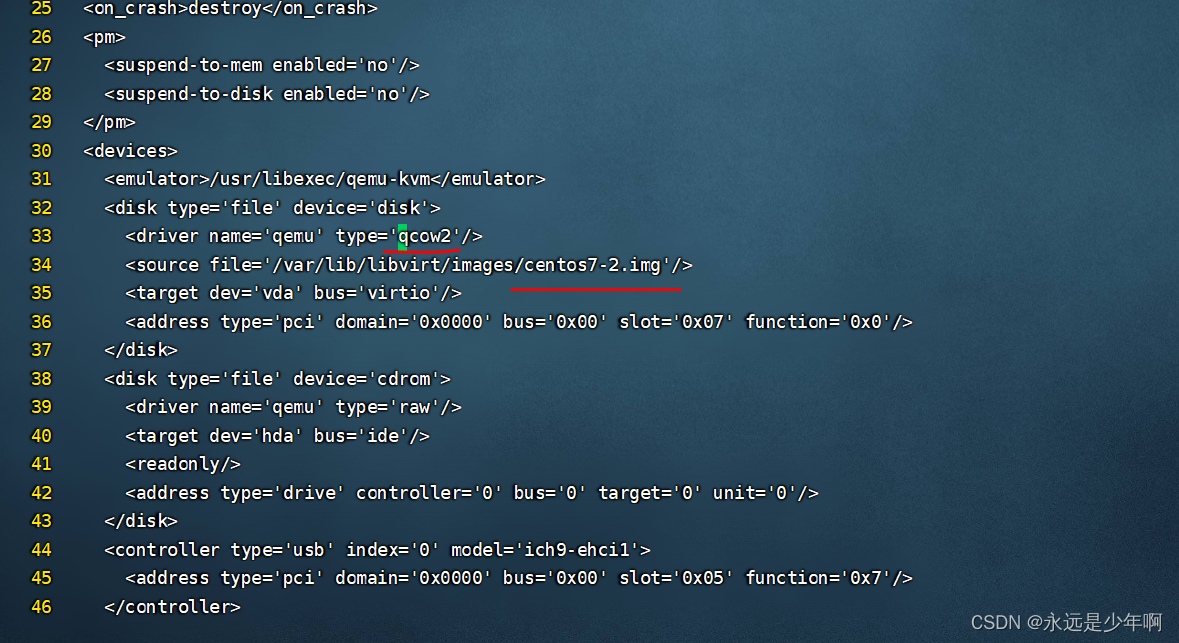 25   <on_crash>destroy</on_crash>
26   <pm>
27     <suspend-to-mem enabled='no'/>
28     <suspend-to-disk enabled='no'/>
29   </pm>
30   <devices>
31     <emulator>/usr/libexec/qemu-kvm</emulator>
32     <disk type='file' device='disk'>
33       <driver name='qemu' type='qcow2'/>
34       <source file='/var/lib/libvirt/images/centos7-2.img'/>
35       <target dev='vda' bus='virtio'/>
36       <address type='pci' domain='0x0000' bus='0x00' slot='0x07' function='0x0'/>
37     </disk>
38     <disk type='file' device='cdrom'>
39       <driver name='qemu' type='raw'/>
40       <target dev='hda' bus='ide'/>
41       <readonly/>
42       <address type='drive' controller='0' bus='0' target='0' unit='0'/>
43     </disk>
44     <controller type='usb' index='0' model='ich9-ehci1'>
45       <address type='pci' domain='0x0000' bus='0x00' slot='0x05' function='0x7'/>
46     </controller>
CSDN @永远是少年啊